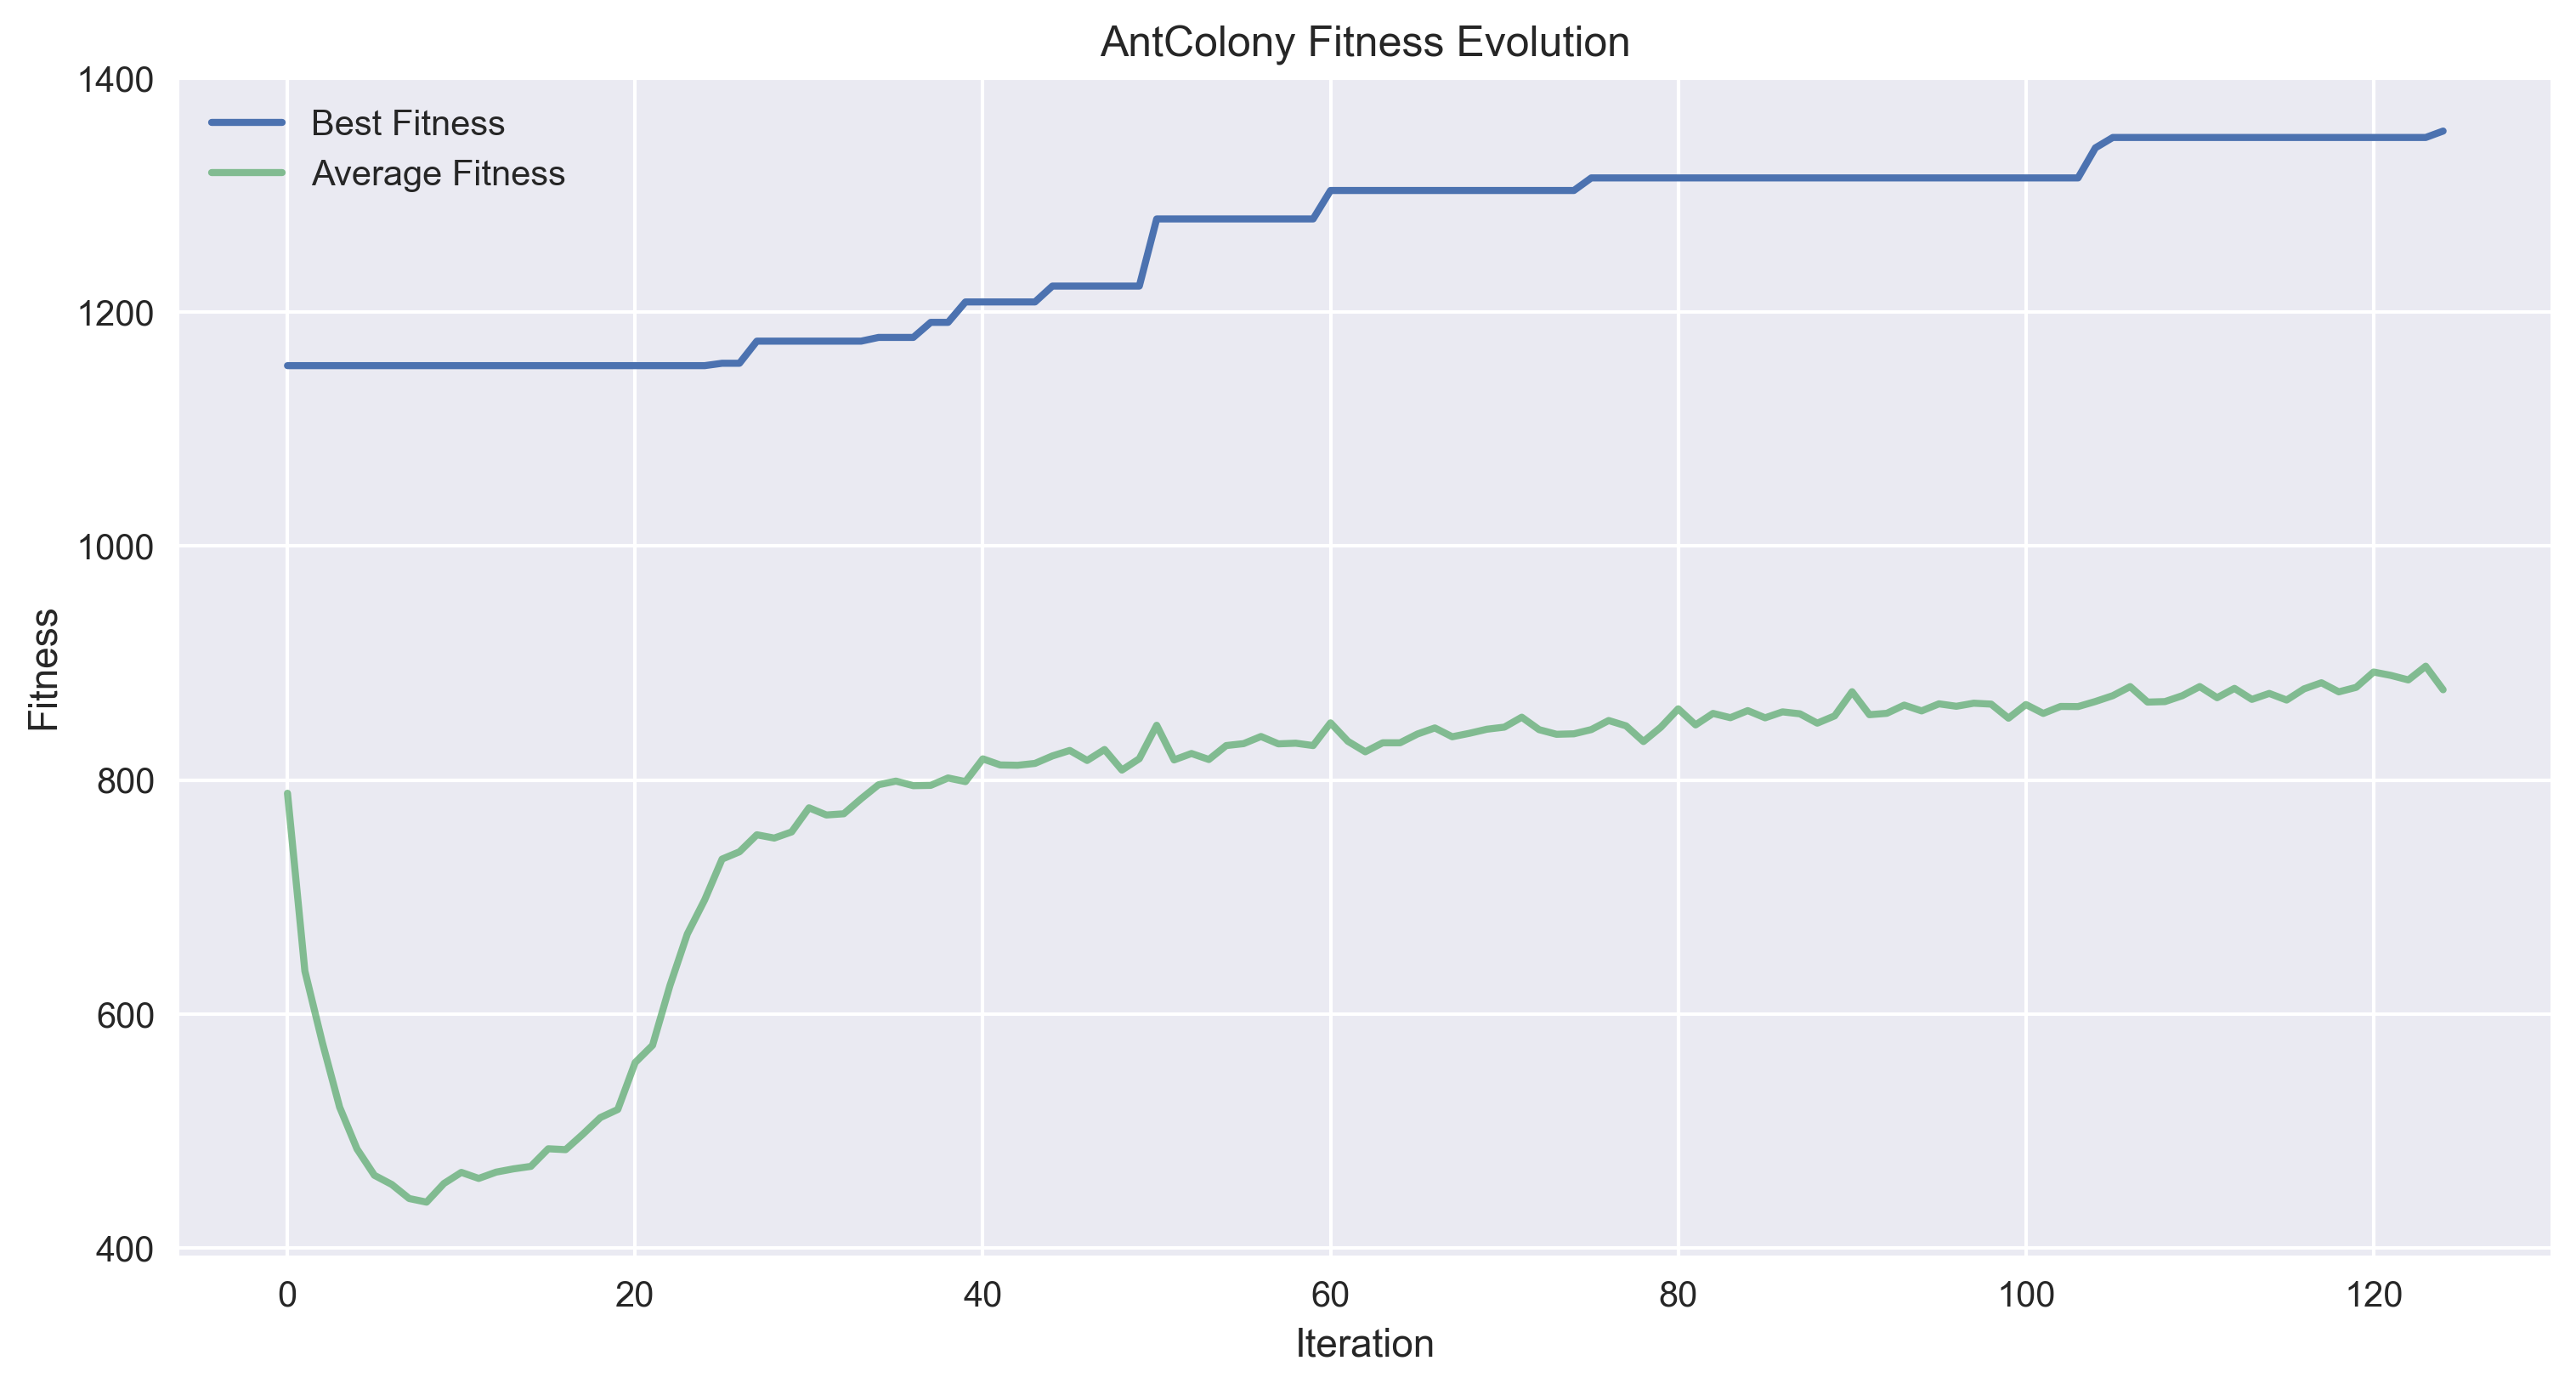 AntColony Fitness Evolution
Best Fitness
Average Fitness
1400
1200
1000
800
600
400
Fitness
0 20 40 60 80 100 120
Iteration